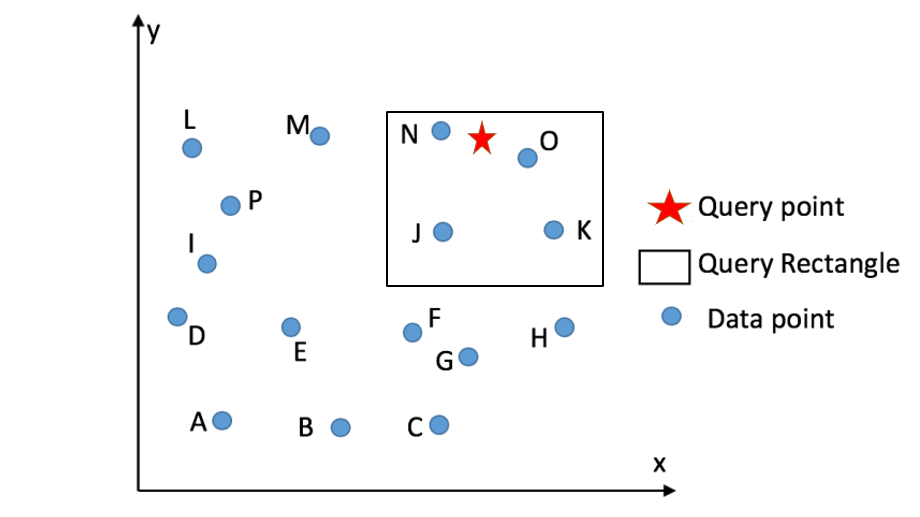 y
L
M
N
O
P
Query point
J
K
I
Query Rectangle
D
E
F
G
H
Data point
A
B
C
x